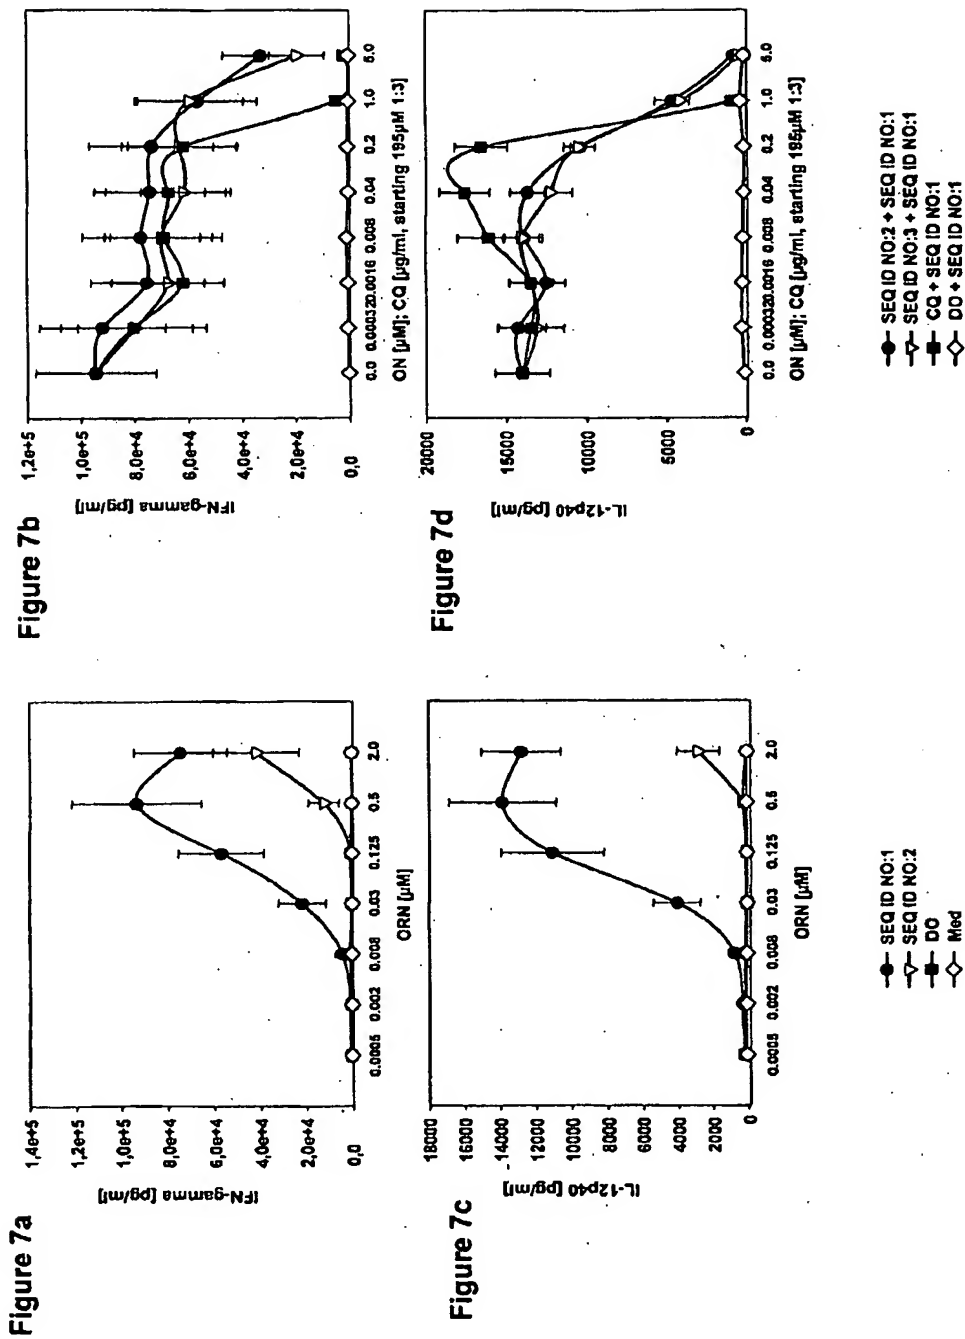 Figure 7a
1,4e+5
1,2e+5
1,0e+5
8,0e+4
6,0e+4
4,0e+4
2,0e+4
0,0
IFN-gamma [pg/ml]
0.0005 0.002 0.008 0.03 0.125 0.5 2.0
ORN [µM]
Figure 7b
1,2e+5
1,0e+5
8,0e+4
6,0e+4
4,0e+4
2,0e+4
0,0
IFN-gamma [pg/ml]
0.0 0.000320.0016 0.008 0.04 0.2 1.0 5.0
ON [µM]; CQ [µg/ml, starting 195µM 1:3]
Figure 7c
18000
16000
14000
12000
10000
8000
6000
4000
2000
0
IL-12p40 [pg/ml]
0.0005 0.002 0.008 0.03 0.125 0.5 2.0
ORN [µM]
SEQ ID NO:1
SEQ ID NO:2
DO
Med
Figure 7d
20000
15000
10000
5000
0
IL-12p40 [pg/ml]
0.0 0.000320.0016 0.008 0.04 0.2 1.0 5.0
ON [µM]; CQ [µg/ml, starting 195µM 1:3]
SEQ ID NO:2 + SEQ ID NO:1
SEQ ID NO:3 + SEQ ID NO:1
CQ + SEQ ID NO:1
DO + SEQ ID NO:1